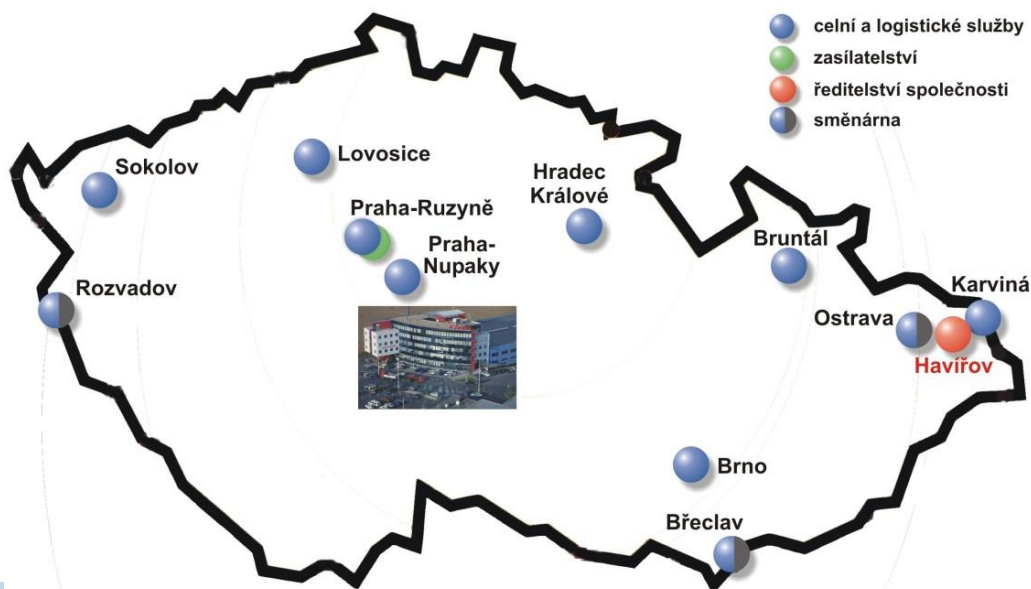 celní a logistické služby
zasílatelství
ředitelství společnosti
směnárna
Sokolov
Lovosice
Hradec
Králové
Praha-Ruzyně
Praha-
Nupaky
Bruntál
Rozvadov
Karviná
Ostrava
Havířov
Brno
Břeclav